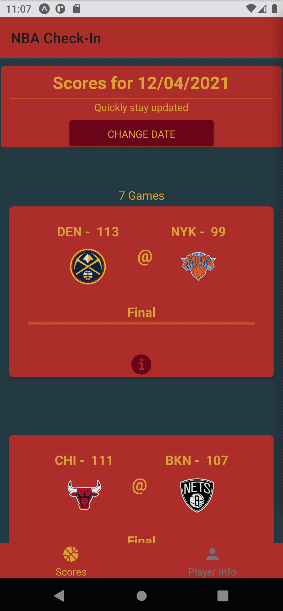 11:07
NBA Check-In
Scores for 12/04/2021
Quickly stay updated
CHANGE DATE
7 Games
DEN - 113
NYK - 99
@
Final
CHI - 111
BKN - 107
@
NETS
Final
Scores
Player Info